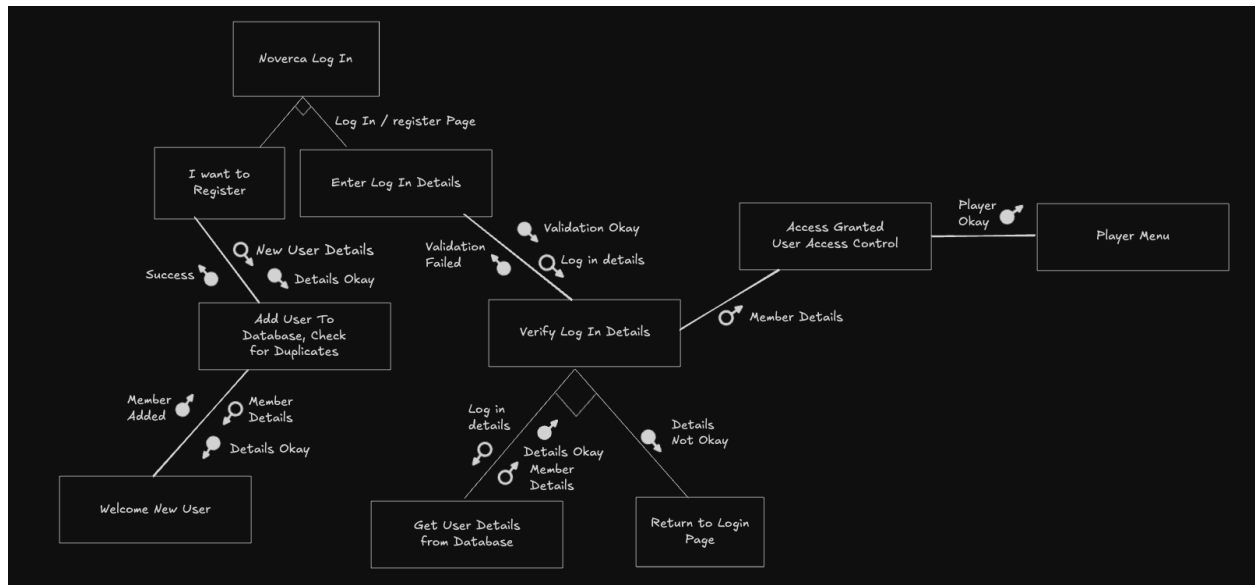 Noverca Log In
Log In / register Page
I want to
Register
Enter Log In Details
New User Details
Success
Details Okay
Validation Okay
Validation
Failed
Log in details
Access Granted
User Access Control
Player
Okay
Player Menu
Add User To
Database, Check
for Duplicates
Verify Log In Details
Member Details
Member
Added
Member
Details
Details Okay
Log in
details
Details Okay
Member
Details
Details
Not Okay
Welcome New User
Get User Details
from Database
Return to Login
Page